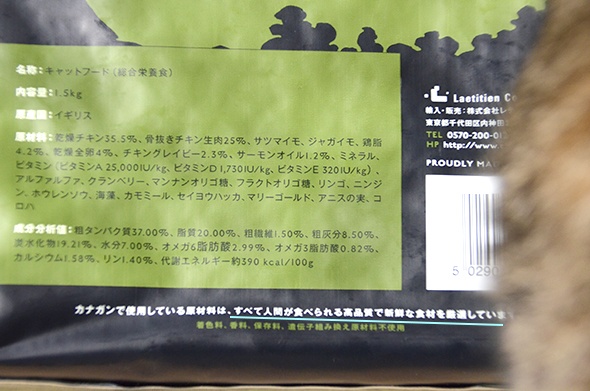 名称：キャットフード（総合栄養食）
内容量：1.5kg
原産国：イギリス
原材料：乾燥チキン35.5%、骨抜きチキン生肉25%、サツマイモ、ジャガイモ、鶏脂
4.2%、乾燥全卵4%、チキングレイビー2.3%、サーモンオイル1.2%、ミネラル、
ビタミン（ビタミンA 25,000IU/kg、ビタミンD 1,730IU/kg、ビタミンE 320IU/kg）、
アルファルファ、クランベリー、マンナンオリゴ糖、フラクトオリゴ糖、リンゴ、ニンジ
ン、ホウレンソウ、海藻、カモミール、セイヨウハッカ、マリーゴールド、アニスの実、コ
ロハ
成分分析値：粗タンパク質37.00%、脂質20.00%、粗繊維1.50%、粗灰分8.50%、
炭水化物19.21%、水分7.00%、オメガ6脂肪酸2.99%、オメガ3脂肪酸0.82%、
カルシウム1.58%、リン1.40%、代謝エネルギー約390 kcal/100g
Laetitien
輸入・販売：株式会社レ
東京都千代田区内神田
TEL 0570-200-01
HP http://www.
PROUDLY MA
5 0290
カナガンで使用している原材料は、すべて人間が食べられる高品質で新鮮な食材を厳選していま
着色料、香料、保存料、遺伝子組み換え原材料不使用